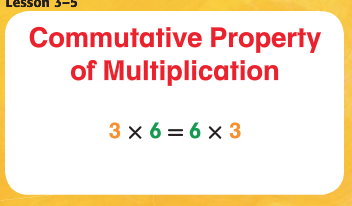 Lesson 3–5
Commutative Property
of Multiplication
3 × 6 = 6 × 3